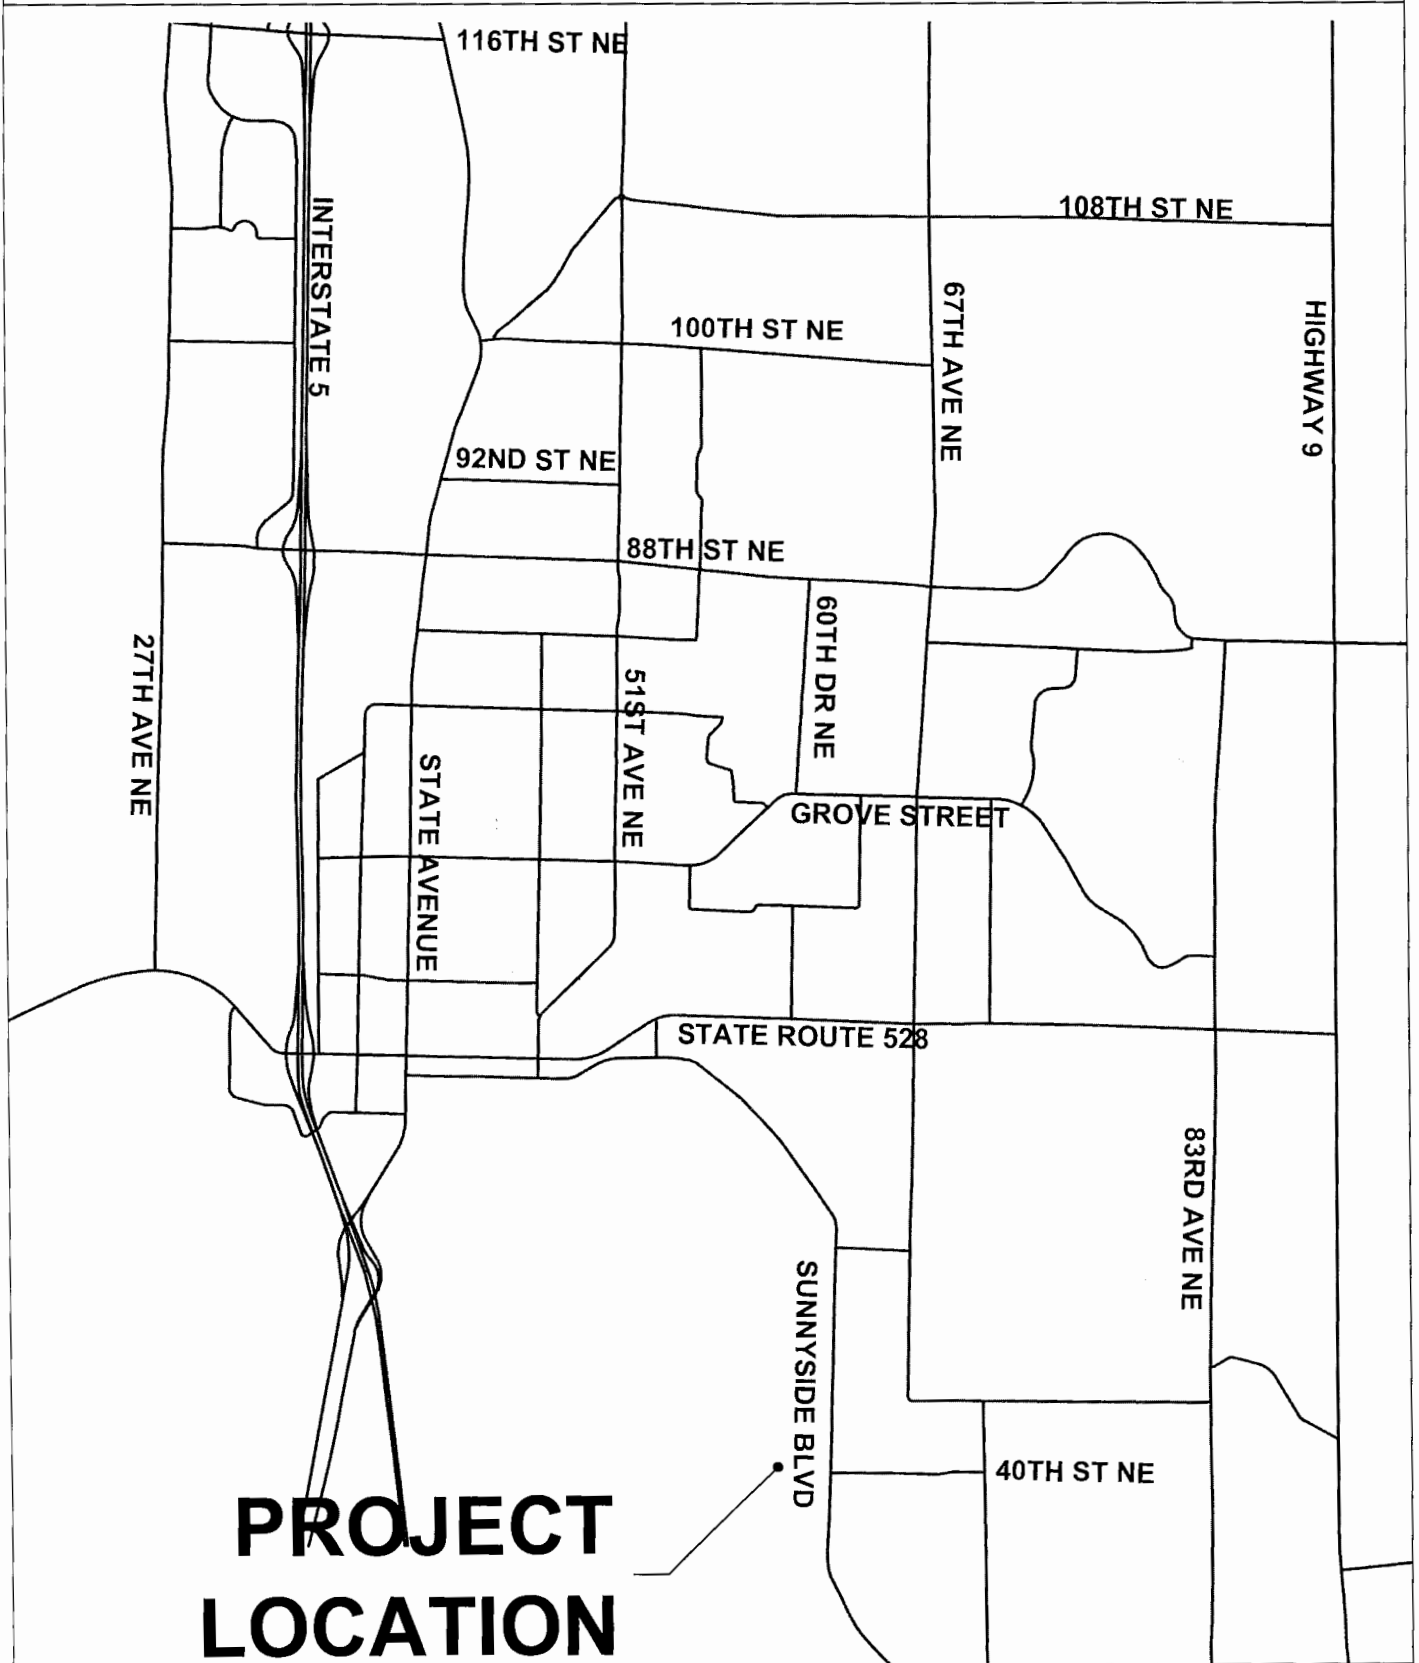 116TH ST NE
108TH ST NE
INTERSTATE 5
67TH AVE NE
HIGHWAY 9
100TH ST NE
92ND ST NE
88TH ST NE
60TH DR NE
27TH AVE NE
51ST AVE NE
STATE AVENUE
GROVE STREET
STATE ROUTE 528
83RD AVE NE
SUNNYSIDE BLVD
40TH ST NE
PROJECT
LOCATION